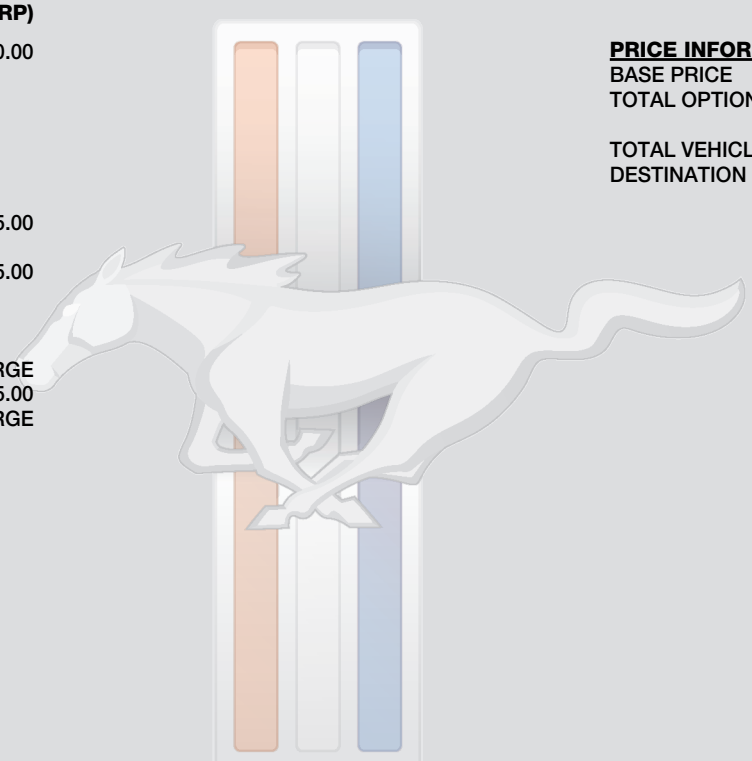 RP)
0.00
5.00
5.00
RGE
5.00
RGE
PRICE INFOR
BASE PRICE
TOTAL OPTION
TOTAL VEHICL
DESTINATION